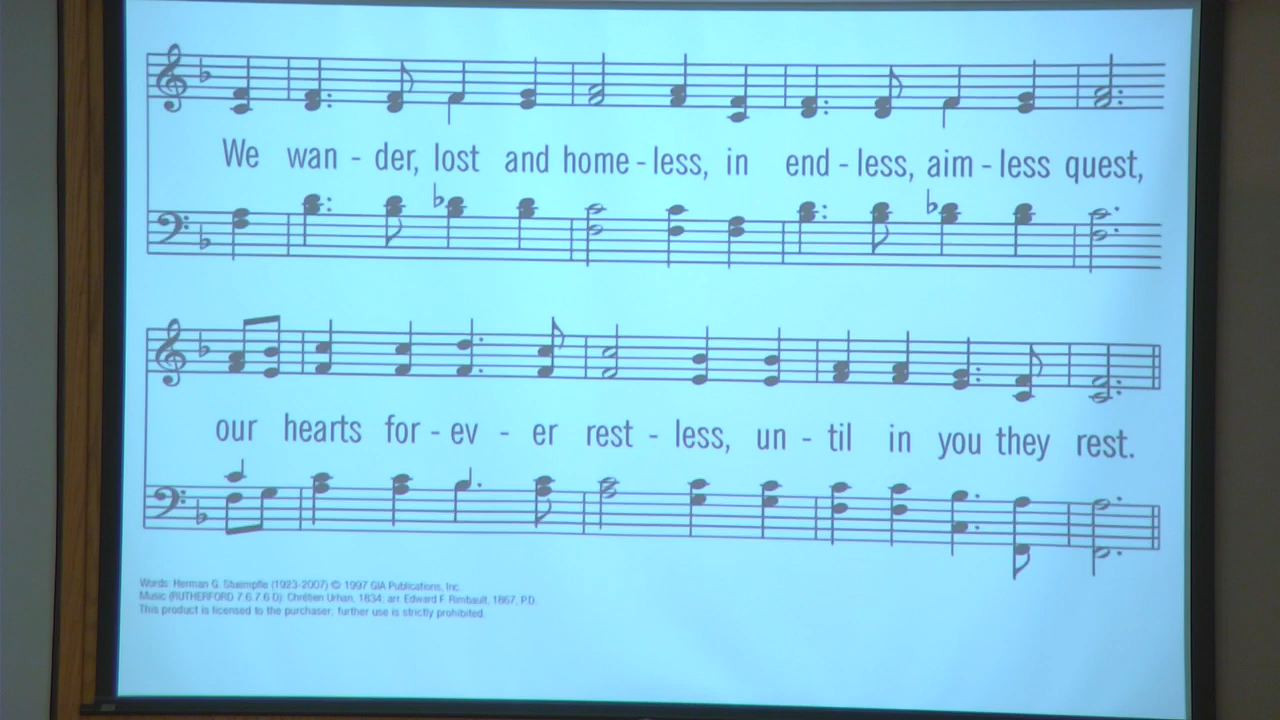 We wan - der, lost and home - less, in end - less, aim - less quest,
our hearts for - ev - er rest - less, un - til in you they rest.
Words: Herman G. Stuempfle (1923-2007) © 1997 GIA Publications, Inc.
Music (RUTHERFORD 7.6.7.6 D): Chrétien Urhan, 1834; arr. Edward F. Rimbault, 1867, P.D.
This product is licensed to the purchaser; further use is strictly prohibited.